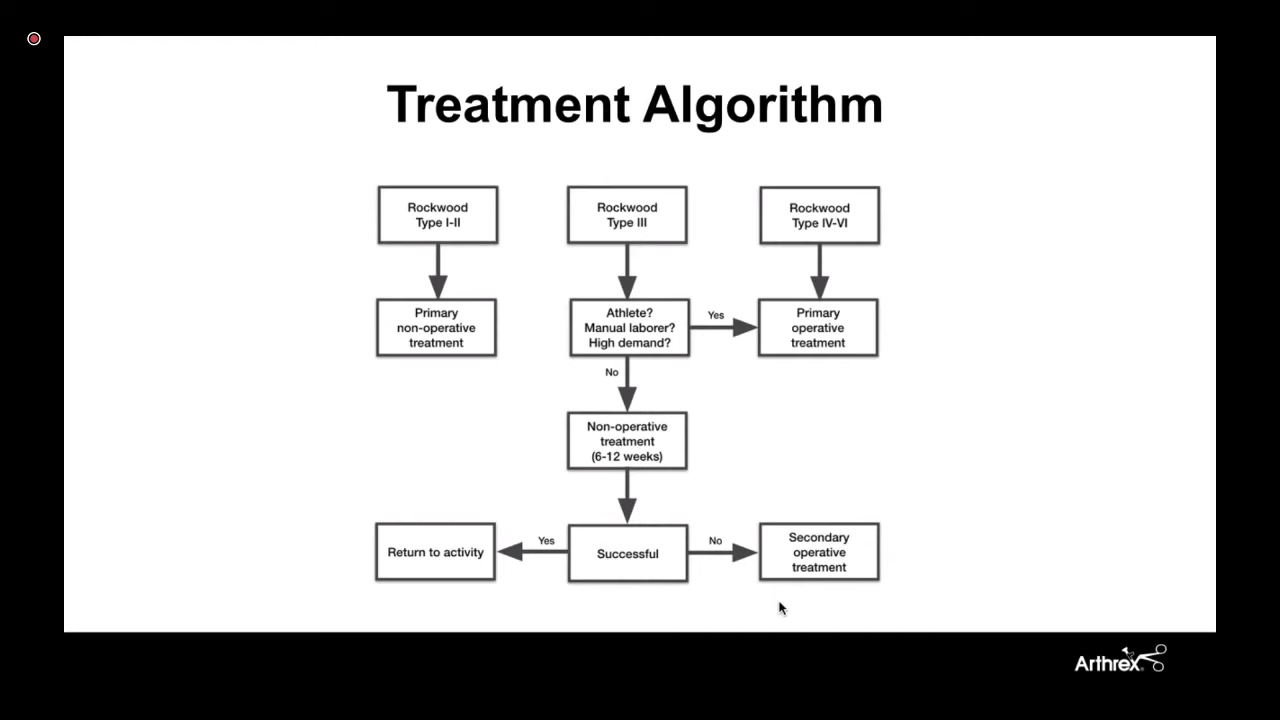 Treatment Algorithm
Rockwood
Type I-II
Rockwood
Type III
Rockwood
Type IV-VI
Primary
non-operative
treatment
Athlete?
Manual laborer?
High demand?
Yes
Primary
operative
treatment
No
Non-operative
treatment
(6-12 weeks)
Return to activity
Yes
Successful
No
Secondary
operative
treatment
Arthrex